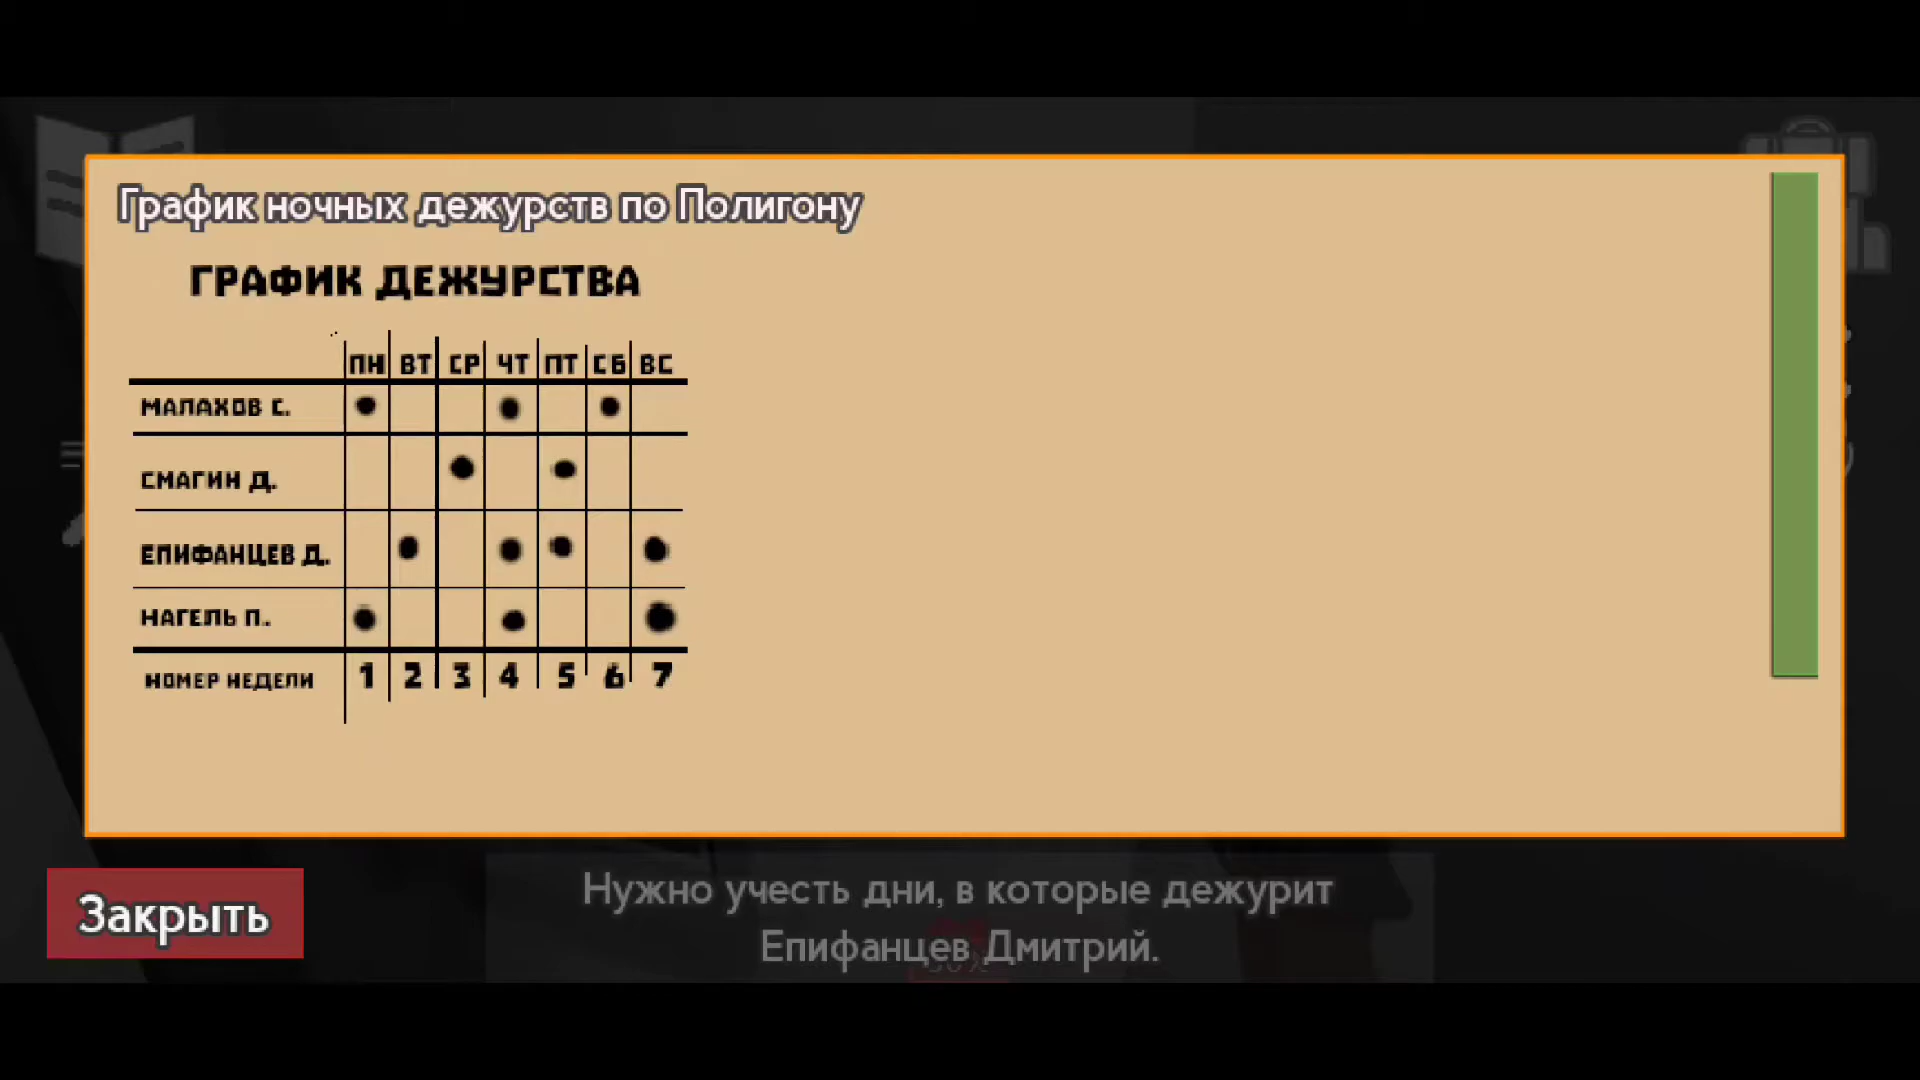 График ночных дежурств по Полигону
ГРАФИК ДЕЖУРСТВА
ПН ВТ СР ЧТ ПТ СБ ВС
МАЛАХОВ С.
СМАГИН Д.
ЕПИФАНЦЕВ Д.
НАГЕЛЬ П.
НОМЕР НЕДЕЛИ 1 2 3 4 5 6 7
Закрыть
Нужно учесть дни, в которые дежурит
Епифанцев Дмитрий.